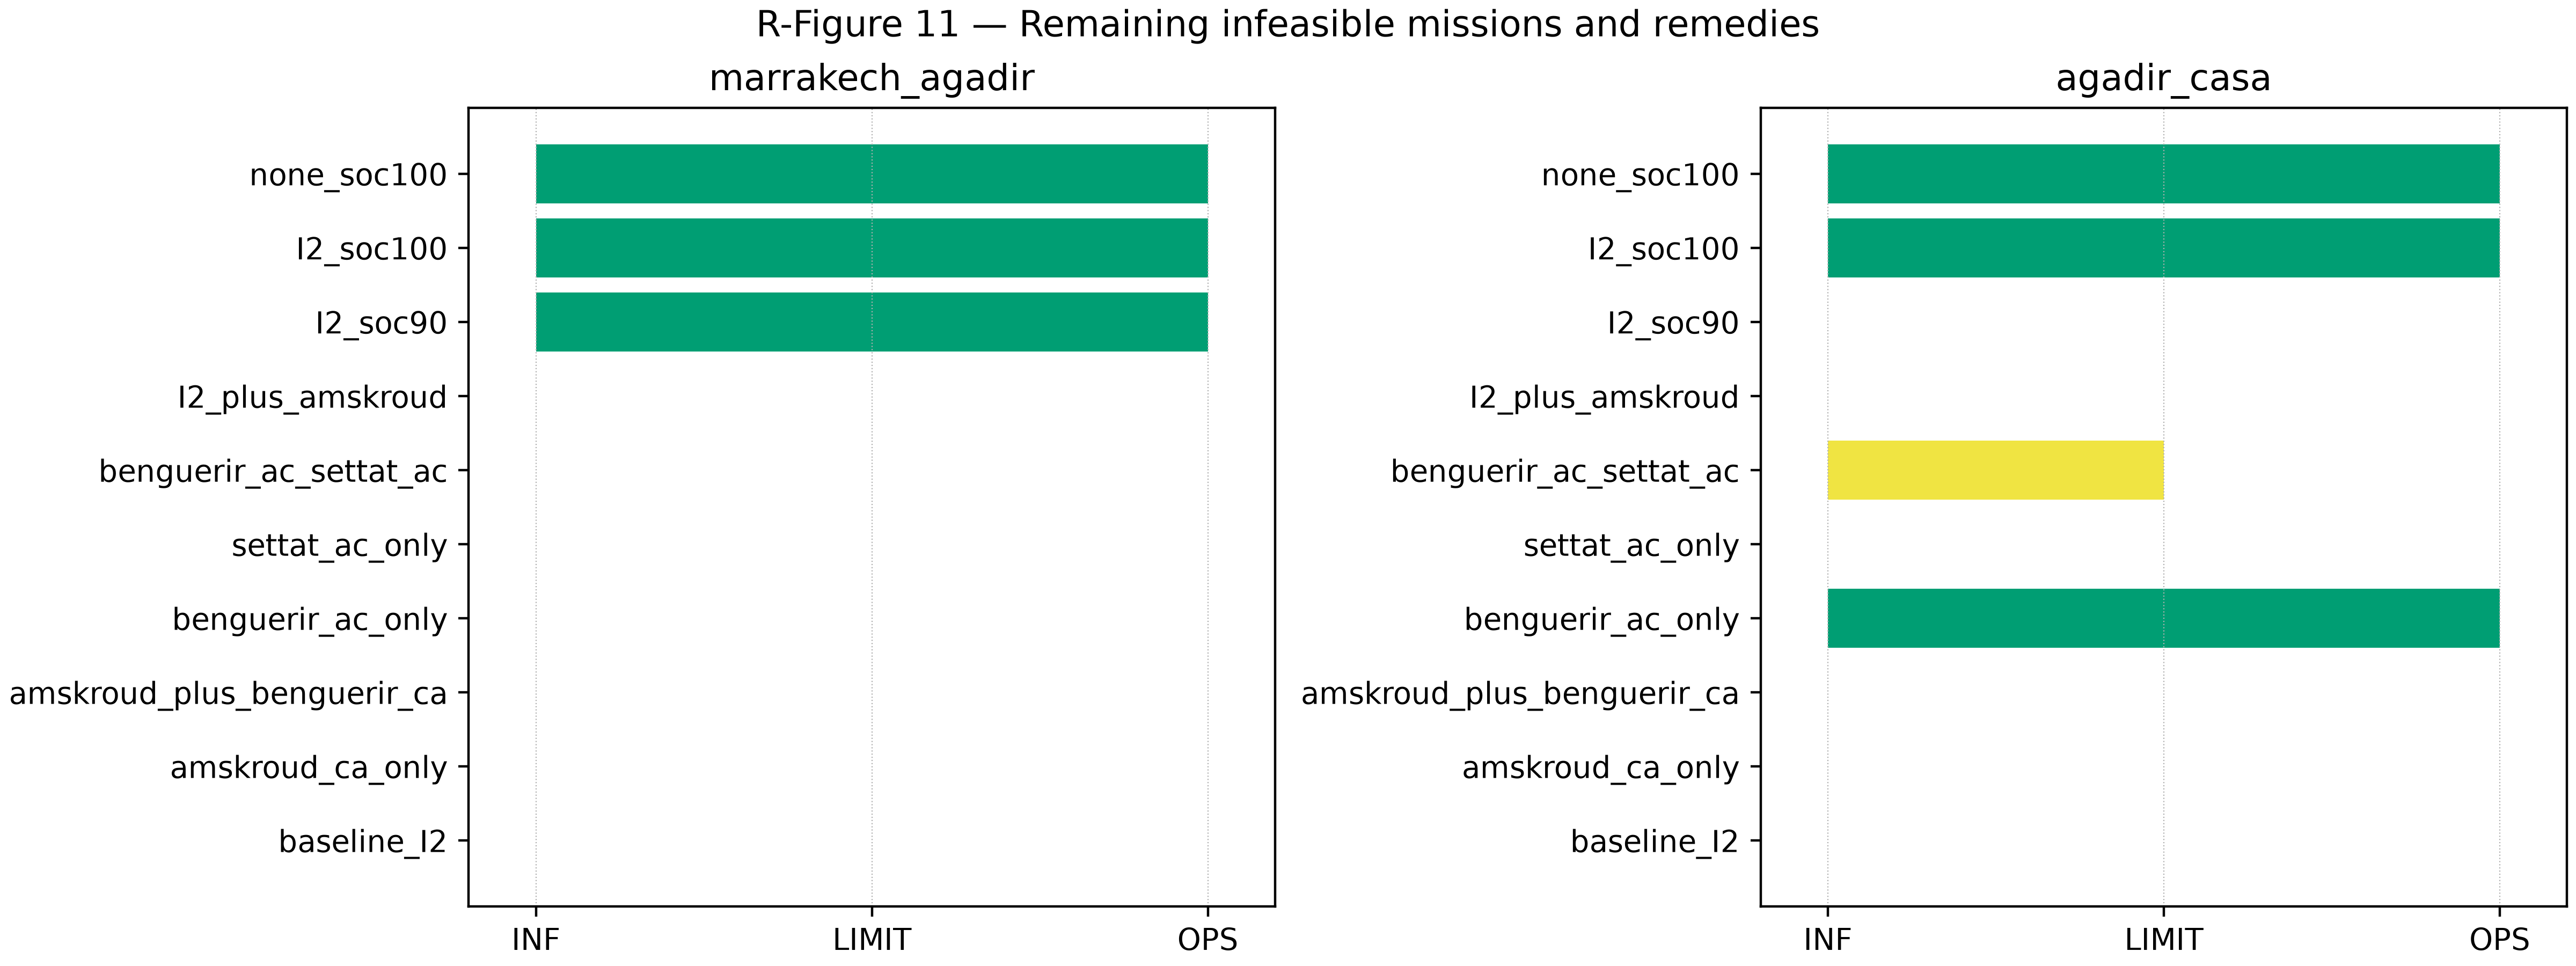 R-Figure 11 — Remaining infeasible missions and remedies
marrakech_agadir
none_soc100
I2_soc100
I2_soc90
I2_plus_amskroud
benguerir_ac_settat_ac
settat_ac_only
benguerir_ac_only
amskroud_plus_benguerir_ca
amskroud_ca_only
baseline_I2
INF LIMIT OPS
agadir_casa
none_soc100
I2_soc100
I2_soc90
I2_plus_amskroud
benguerir_ac_settat_ac
settat_ac_only
benguerir_ac_only
amskroud_plus_benguerir_ca
amskroud_ca_only
baseline_I2
INF LIMIT OPS